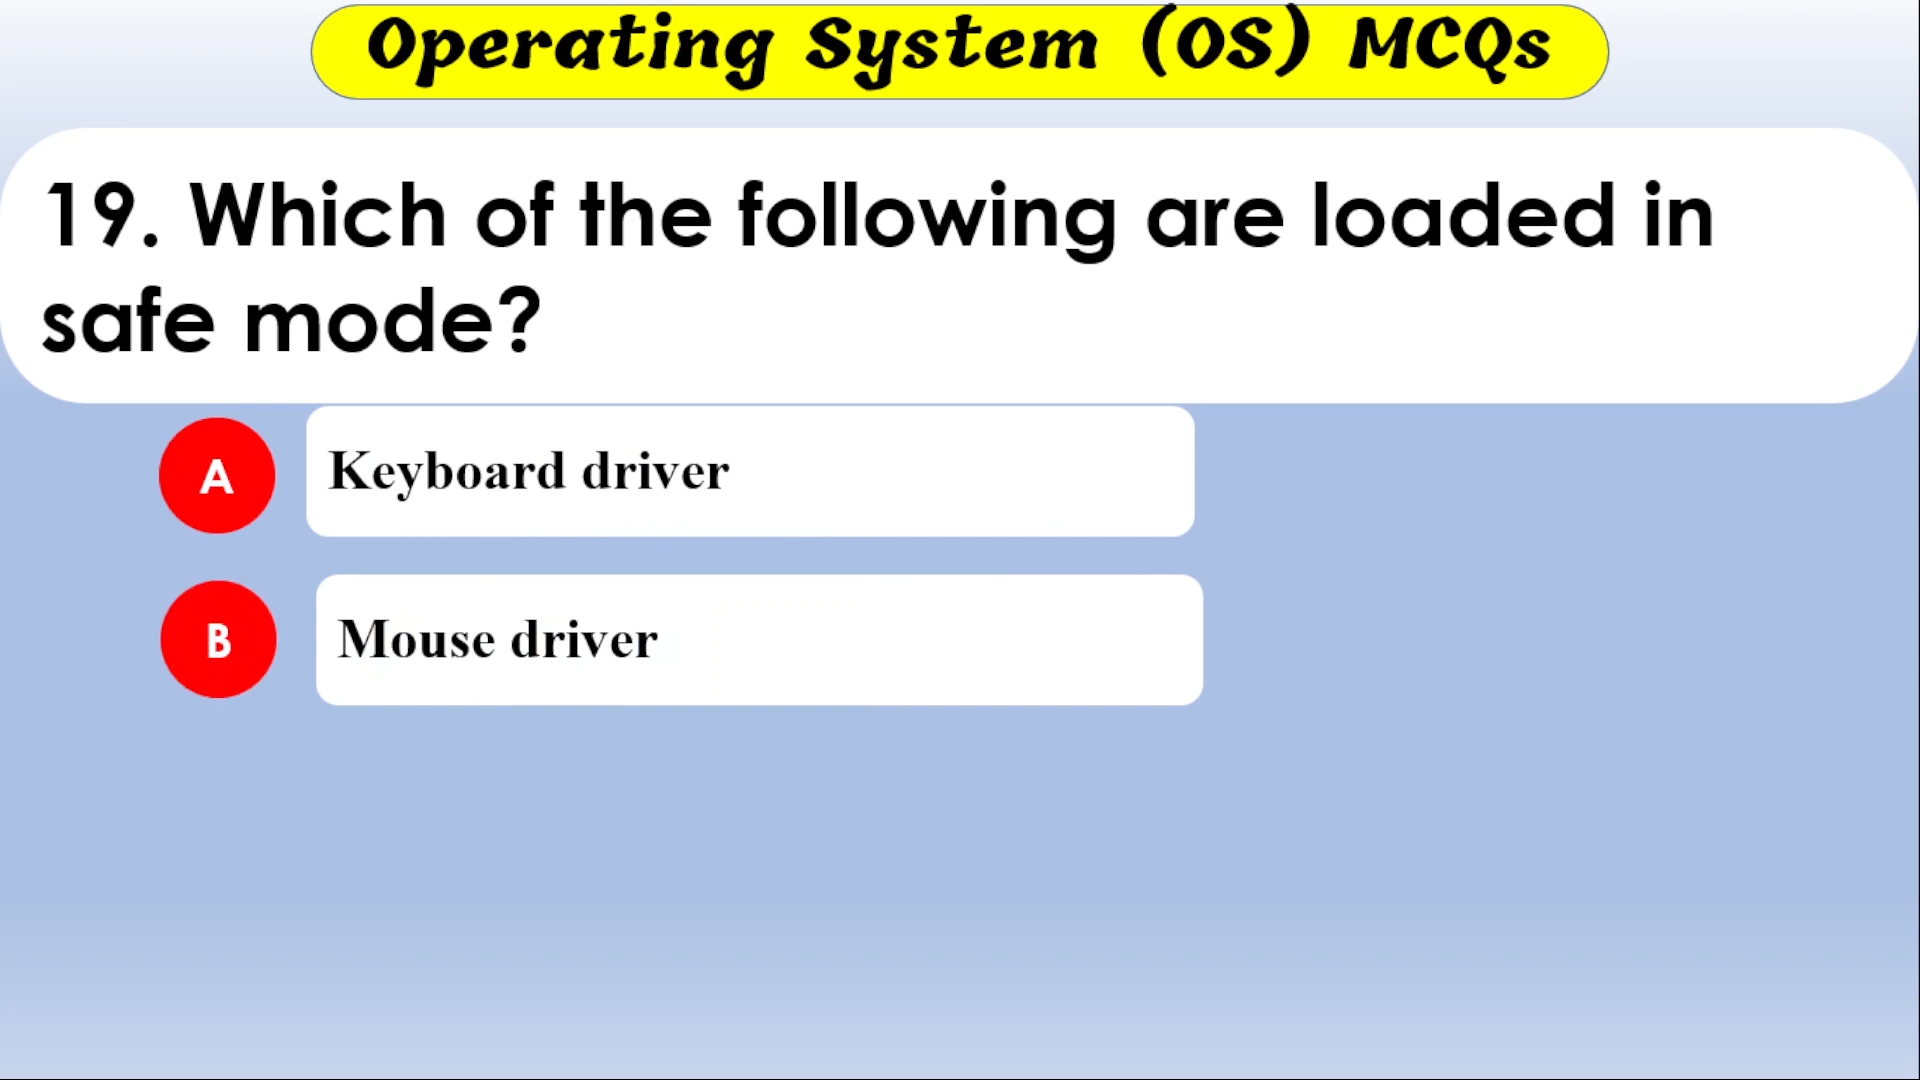 Operating System (OS) MCQs
19. Which of the following are loaded in
safe mode?
A
Keyboard driver
B
Mouse driver